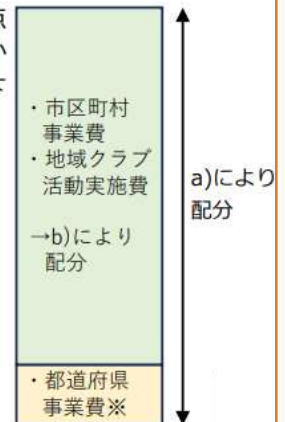 ・市区町村
事業費
・地域クラブ
活動実施費
→b)により
配分
a)により
配分
・都道府県
事業費※